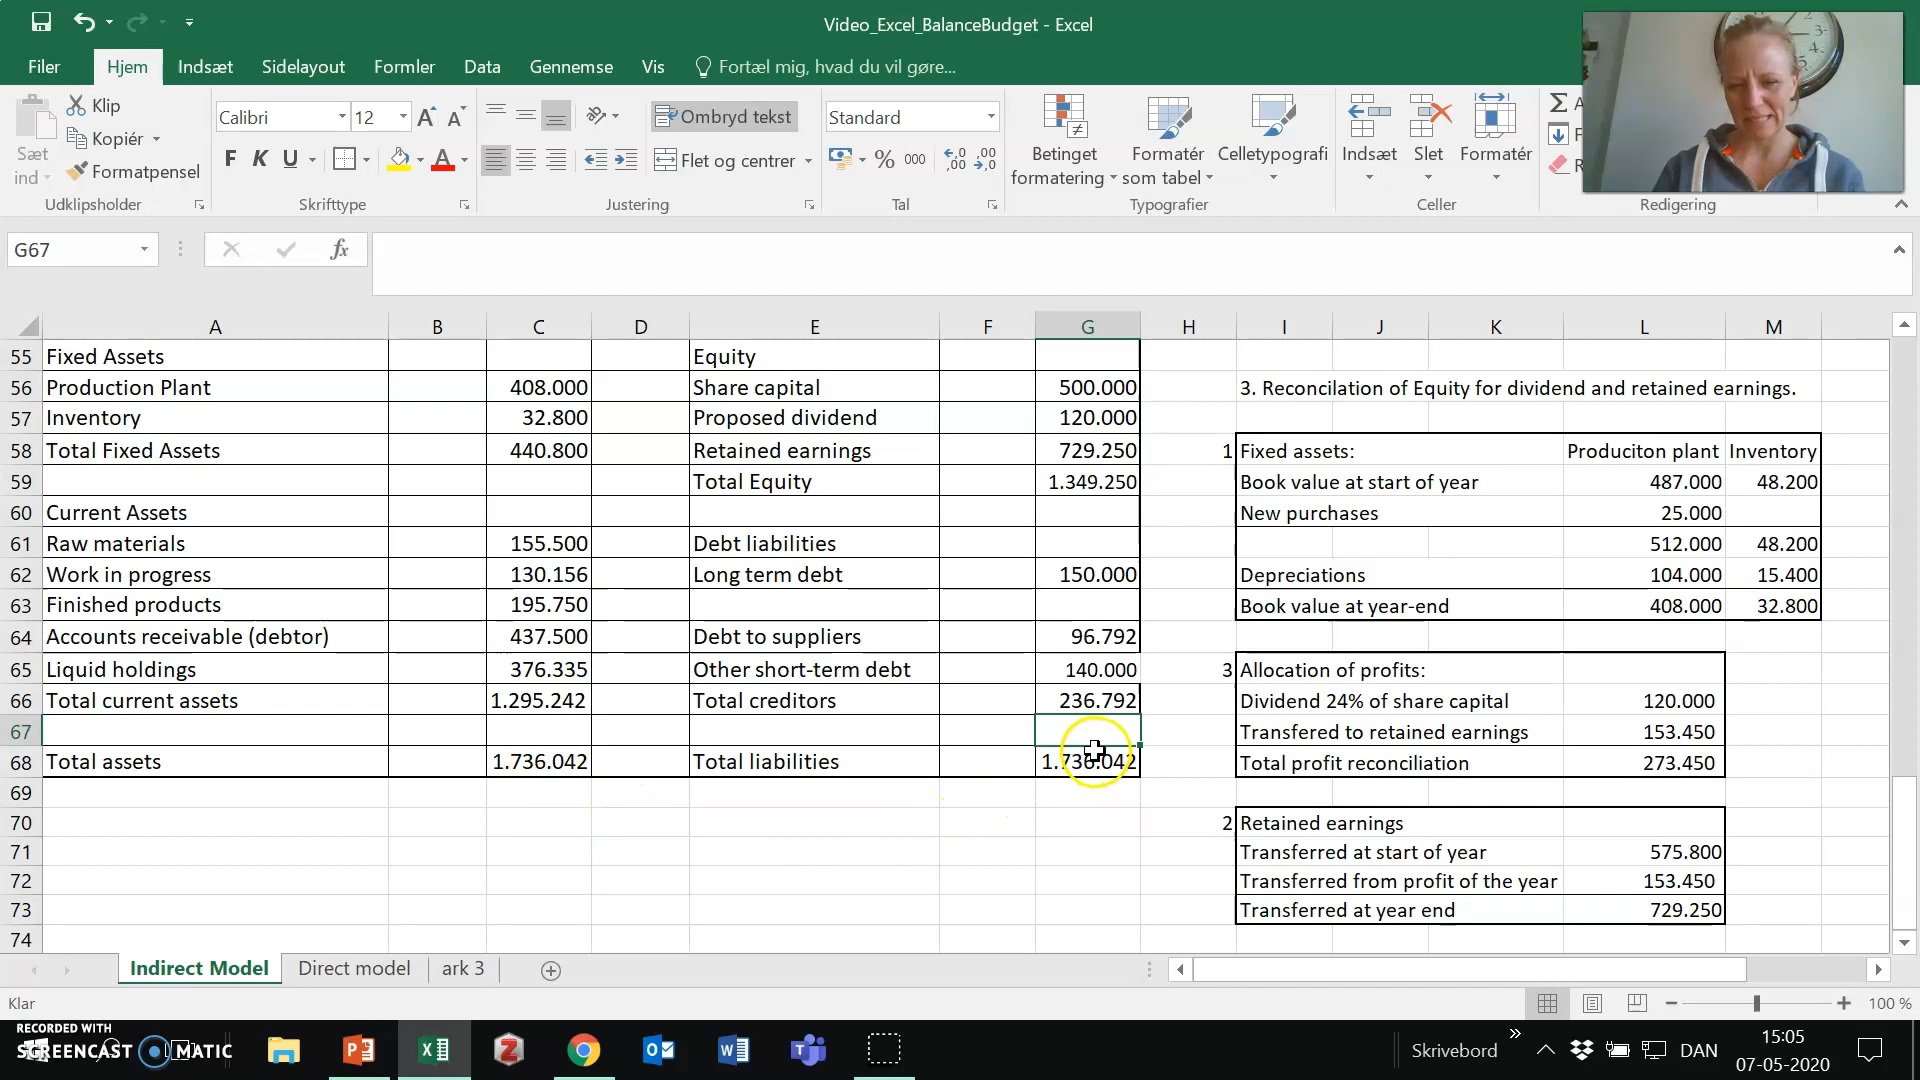 Video_Excel_BalanceBudget - Excel
Filer Hjem Indsæt Sidelayout Formler Data Gennemse Vis Fortæl mig, hvad du vil gøre...
Sæt ind
Klip
Kopiér
Formatpensel
Udklipsholder
Calibri 12
F K U
Skrifttype
Ombryd tekst
Flet og centrer
Justering
Standard
% 000
Tal
Betinget formatering
Formatér som tabel
Celletypografi
Typografier
Indsæt Slet Formatér
Celler
Redigering
G67
fx
A B C D E F G H I J K L M
55 Fixed Assets Equity
56 Production Plant 408.000 Share capital 500.000 3. Reconcilation of Equity for dividend and retained earnings.
57 Inventory 32.800 Proposed dividend 120.000
58 Total Fixed Assets 440.800 Retained earnings 729.250 1 Fixed assets: Produciton plant Inventory
59 Total Equity 1.349.250 Book value at start of year 487.000 48.200
60 Current Assets New purchases 25.000
61 Raw materials 155.500 Debt liabilities 512.000 48.200
62 Work in progress 130.156 Long term debt 150.000 Depreciations 104.000 15.400
63 Finished products 195.750 Book value at year-end 408.000 32.800
64 Accounts receivable (debtor) 437.500 Debt to suppliers 96.792
65 Liquid holdings 376.335 Other short-term debt 140.000 3 Allocation of profits:
66 Total current assets 1.295.242 Total creditors 236.792 Dividend 24% of share capital 120.000
67 Transfered to retained earnings 153.450
68 Total assets 1.736.042 Total liabilities 1.736.042 Total profit reconciliation 273.450
69
70 2 Retained earnings
71 Transferred at start of year 575.800
72 Transferred from profit of the year 153.450
73 Transferred at year end 729.250
74
Indirect Model Direct model ark 3
Klar
100 %
RECORDED WITH
SCREENCAST MATIC
Skrivebord
DAN
15:05
07-05-2020